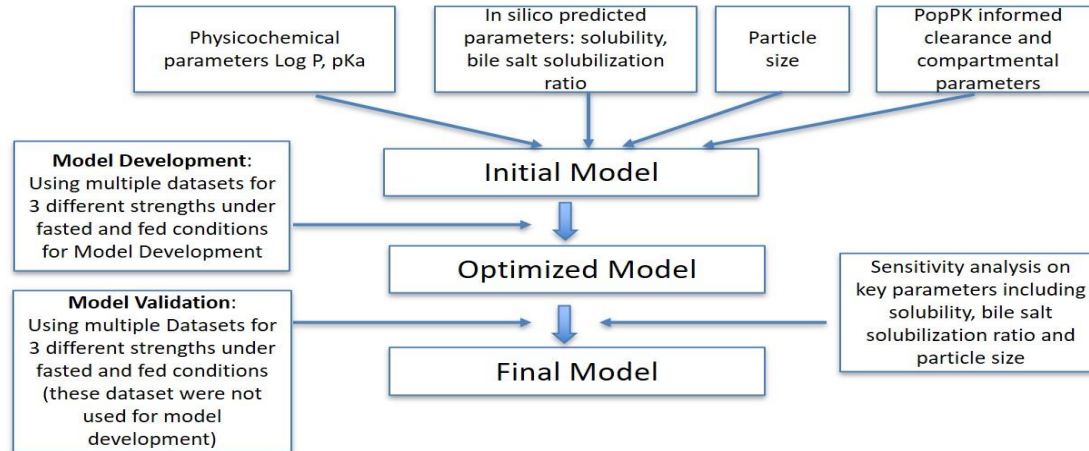 Physicochemical
parameters Log P, pKa
In silico predicted
parameters: solubility,
bile salt solubilization
ratio
Particle
size
PopPK informed
clearance and
compartmental
parameters
Initial Model
Model Development:
Using multiple datasets for
3 different strengths under
fasted and fed conditions
for Model Development
Optimized Model
Model Validation:
Using multiple Datasets for
3 different strengths under
fasted and fed conditions
(these dataset were not
used for model
development)
Sensitivity analysis on
key parameters including
solubility, bile salt
solubilization ratio and
particle size
Final Model